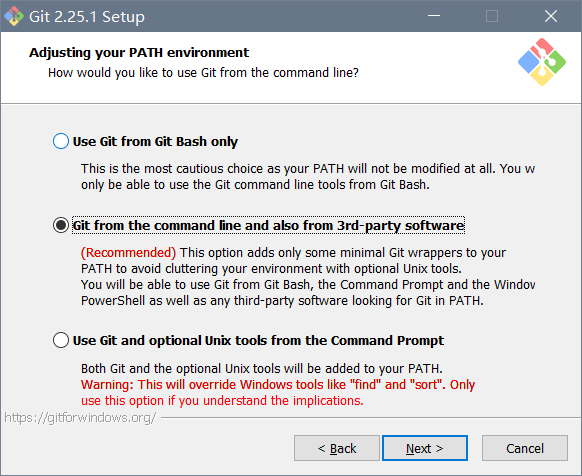 Git 2.25.1 Setup
Adjusting your PATH environment
How would you like to use Git from the command line?
Use Git from Git Bash only
This is the most cautious choice as your PATH will not be modified at all. You w
only be able to use the Git command line tools from Git Bash.
Git from the command line and also from 3rd-party software
(Recommended) This option adds only some minimal Git wrappers to your
PATH to avoid cluttering your environment with optional Unix tools.
You will be able to use Git from Git Bash, the Command Prompt and the Window
PowerShell as well as any third-party software looking for Git in PATH.
Use Git and optional Unix tools from the Command Prompt
Both Git and the optional Unix tools will be added to your PATH.
Warning: This will override Windows tools like "find" and "sort". Only
use this option if you understand the implications.
https://gitforwindows.org/
< Back
Next >
Cancel